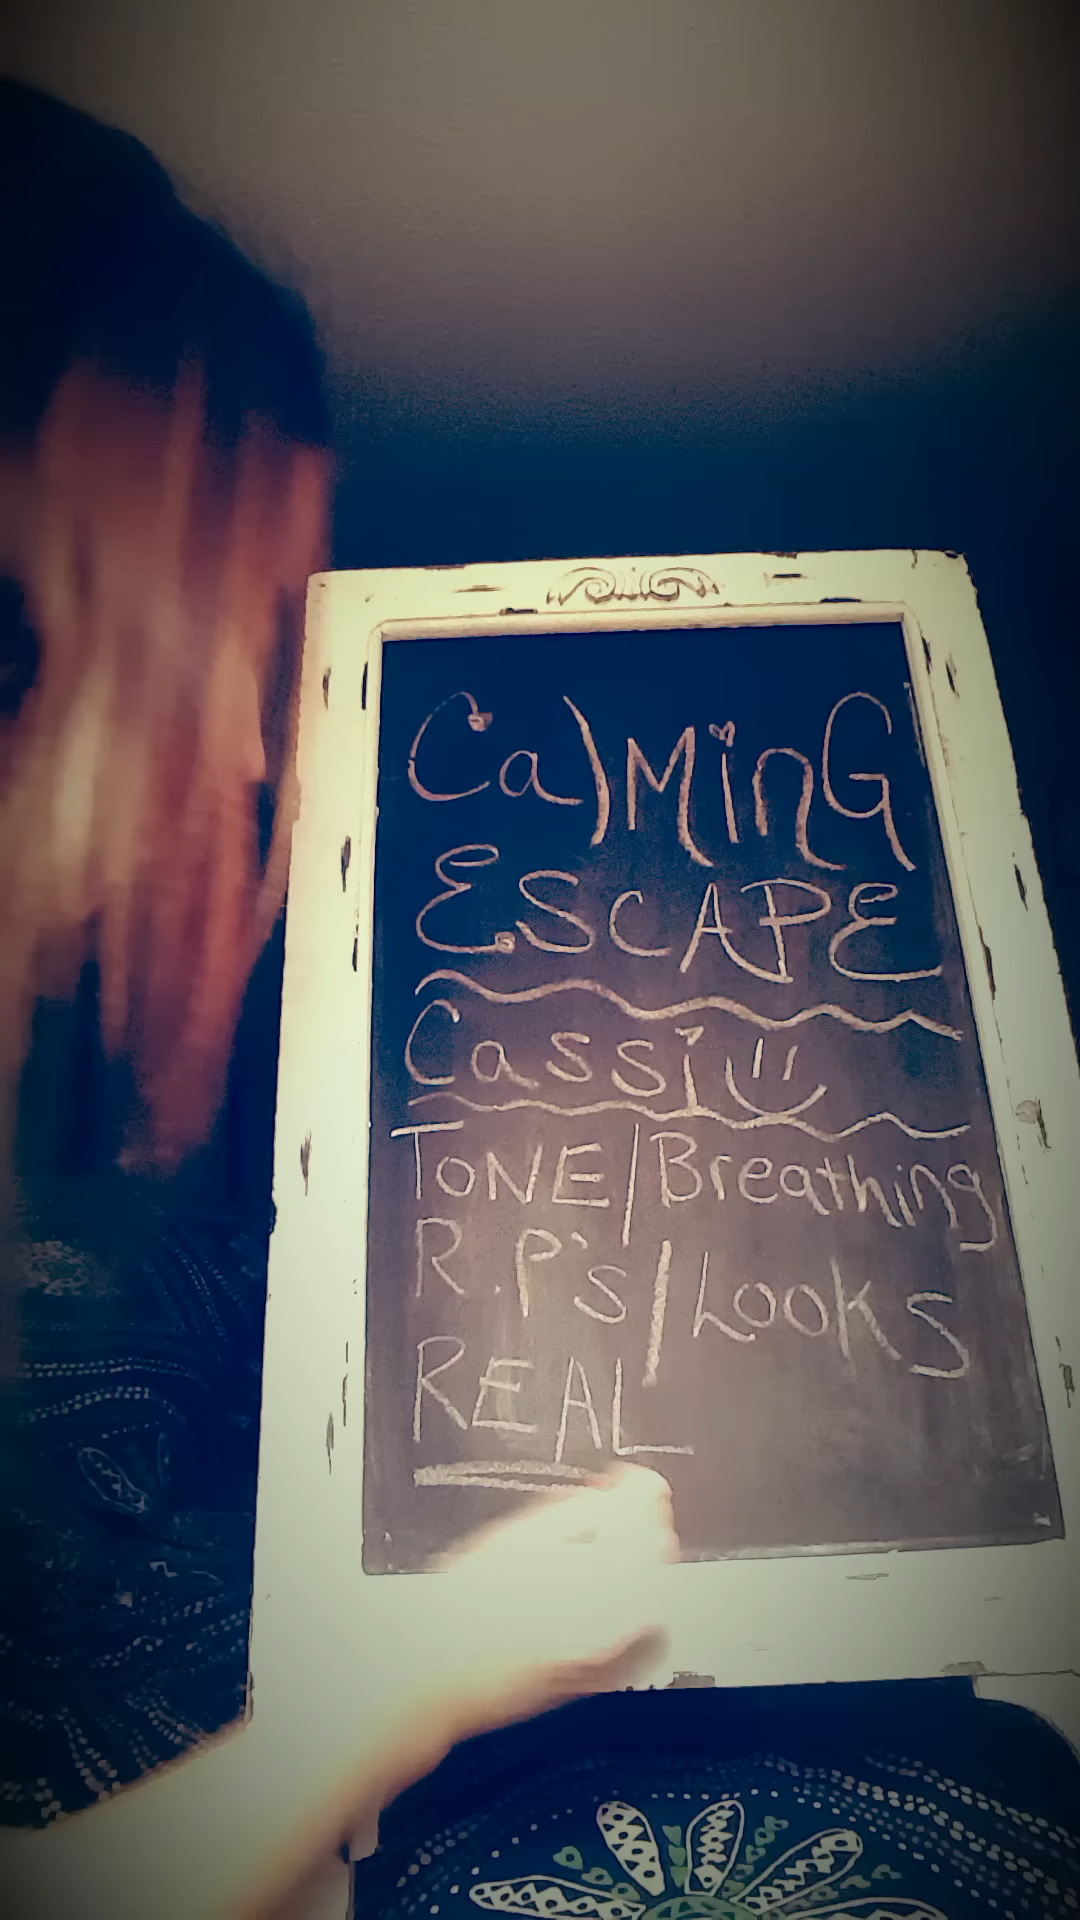 CalMinG
ESCAPE
Cassi
ToNE/Breathing
R.P's/Looks
REAL